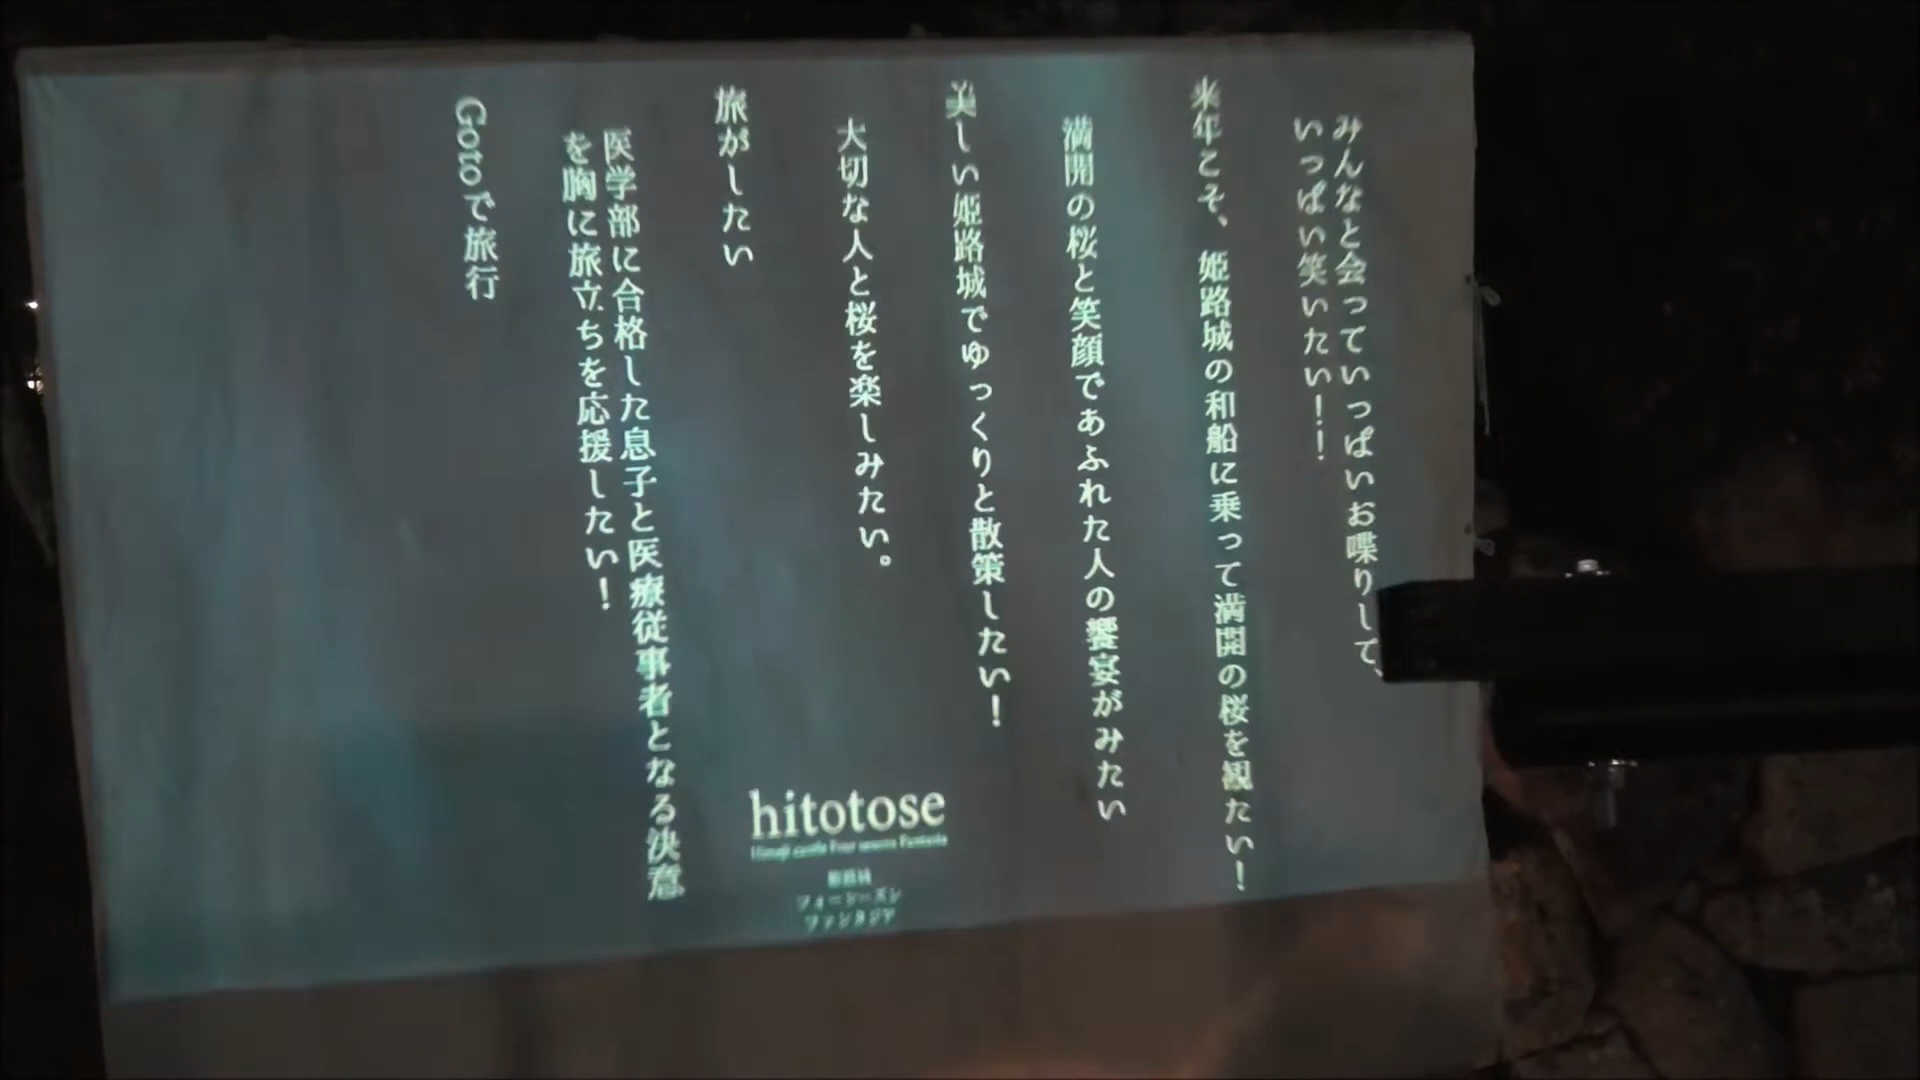 みんなと会っていっぱいお喋りして、
いっぱい笑いたい！！
来年こそ、姫路城の和船に乗って満開の桜を観たい！
満開の桜と笑顔であふれた人の饗宴がみたい
美しい姫路城でゆっくりと散策したい！
大切な人と桜を楽しみたい。
旅がしたい
医学部に合格した息子と医療従事者となる決意
を胸に旅立ちを応援したい！
Gotoで旅行
hitotose
Himeji castle Four season Fantasia
姫路城
フォーシーズン
ファンタジヤ